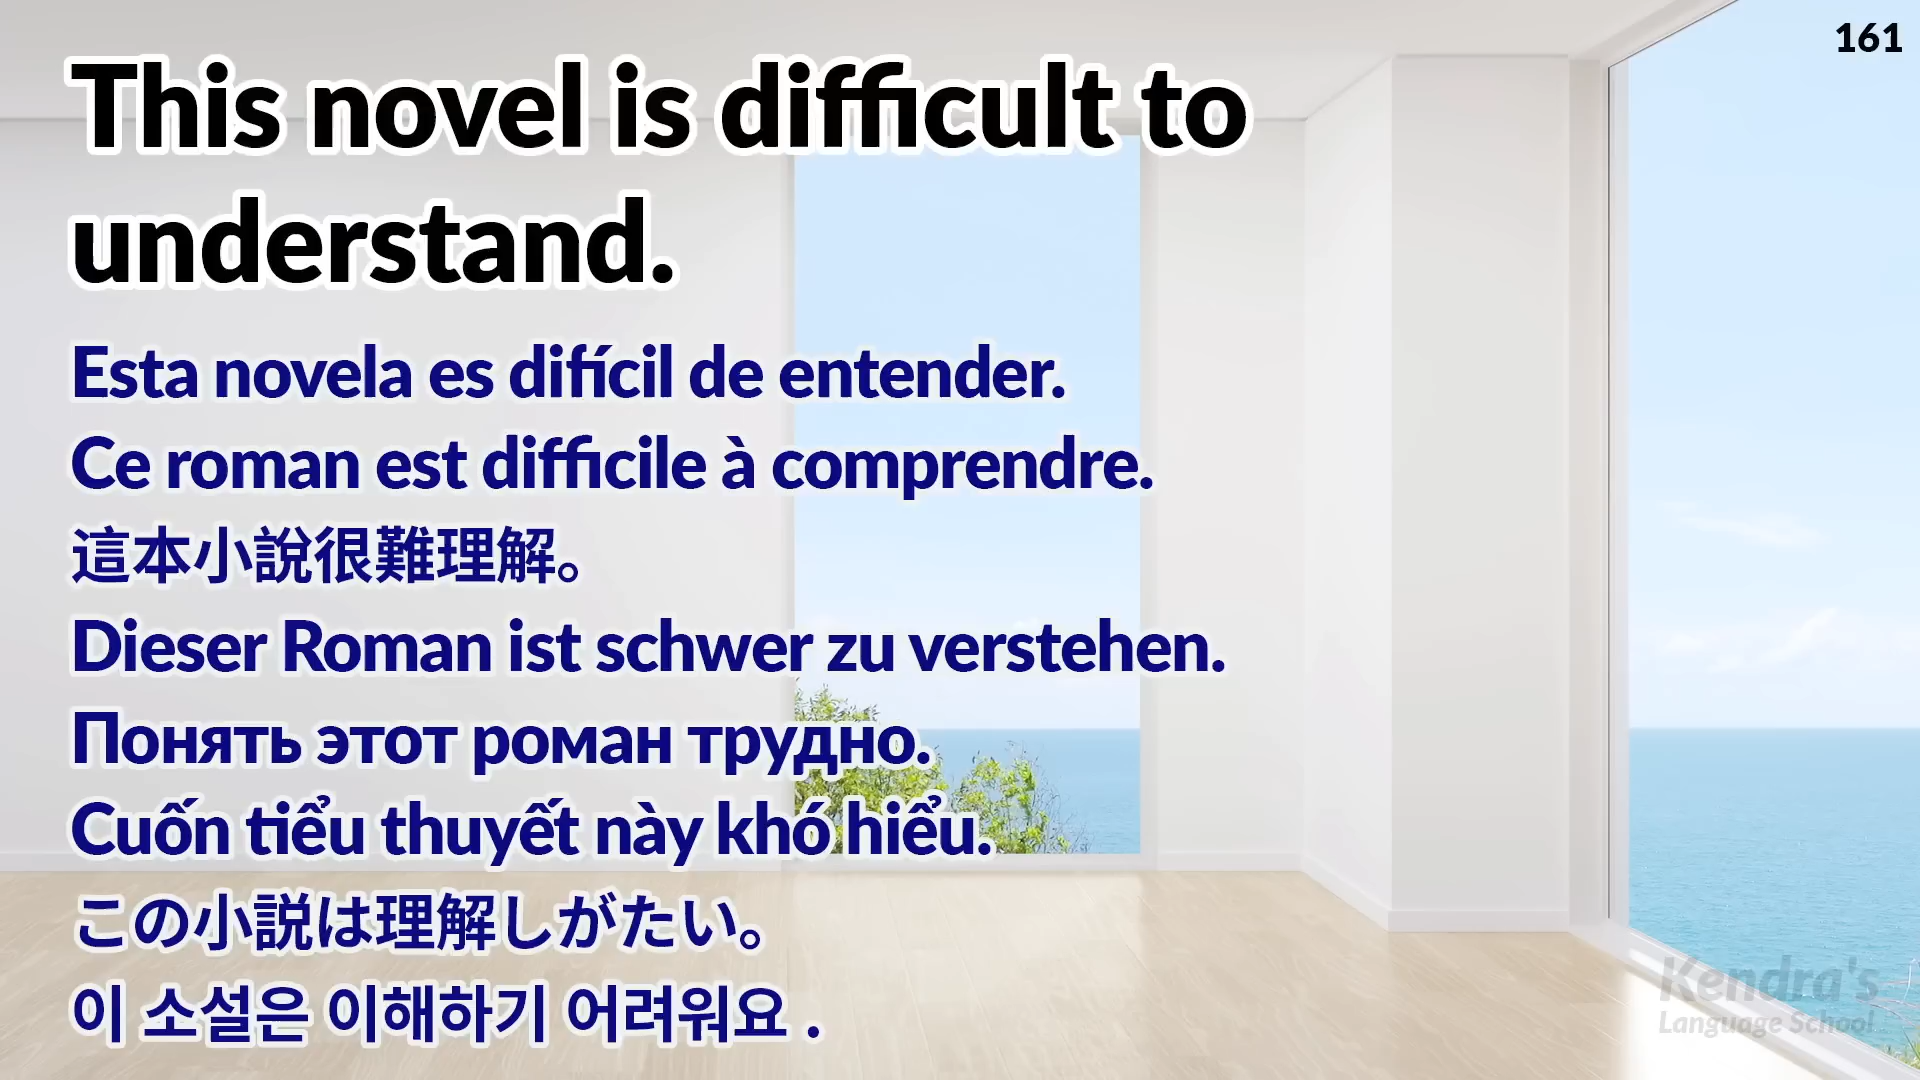 161
This novel is difficult to
understand.
Esta novela es difícil de entender.
Ce roman est difficile à comprendre.
這本小說很難理解。
Dieser Roman ist schwer zu verstehen.
Понять этот роман трудно.
Cuốn tiểu thuyết này khó hiểu.
この小説は理解しがたい。
이 소설은 이해하기 어려워요 .
Kendra's
Language School